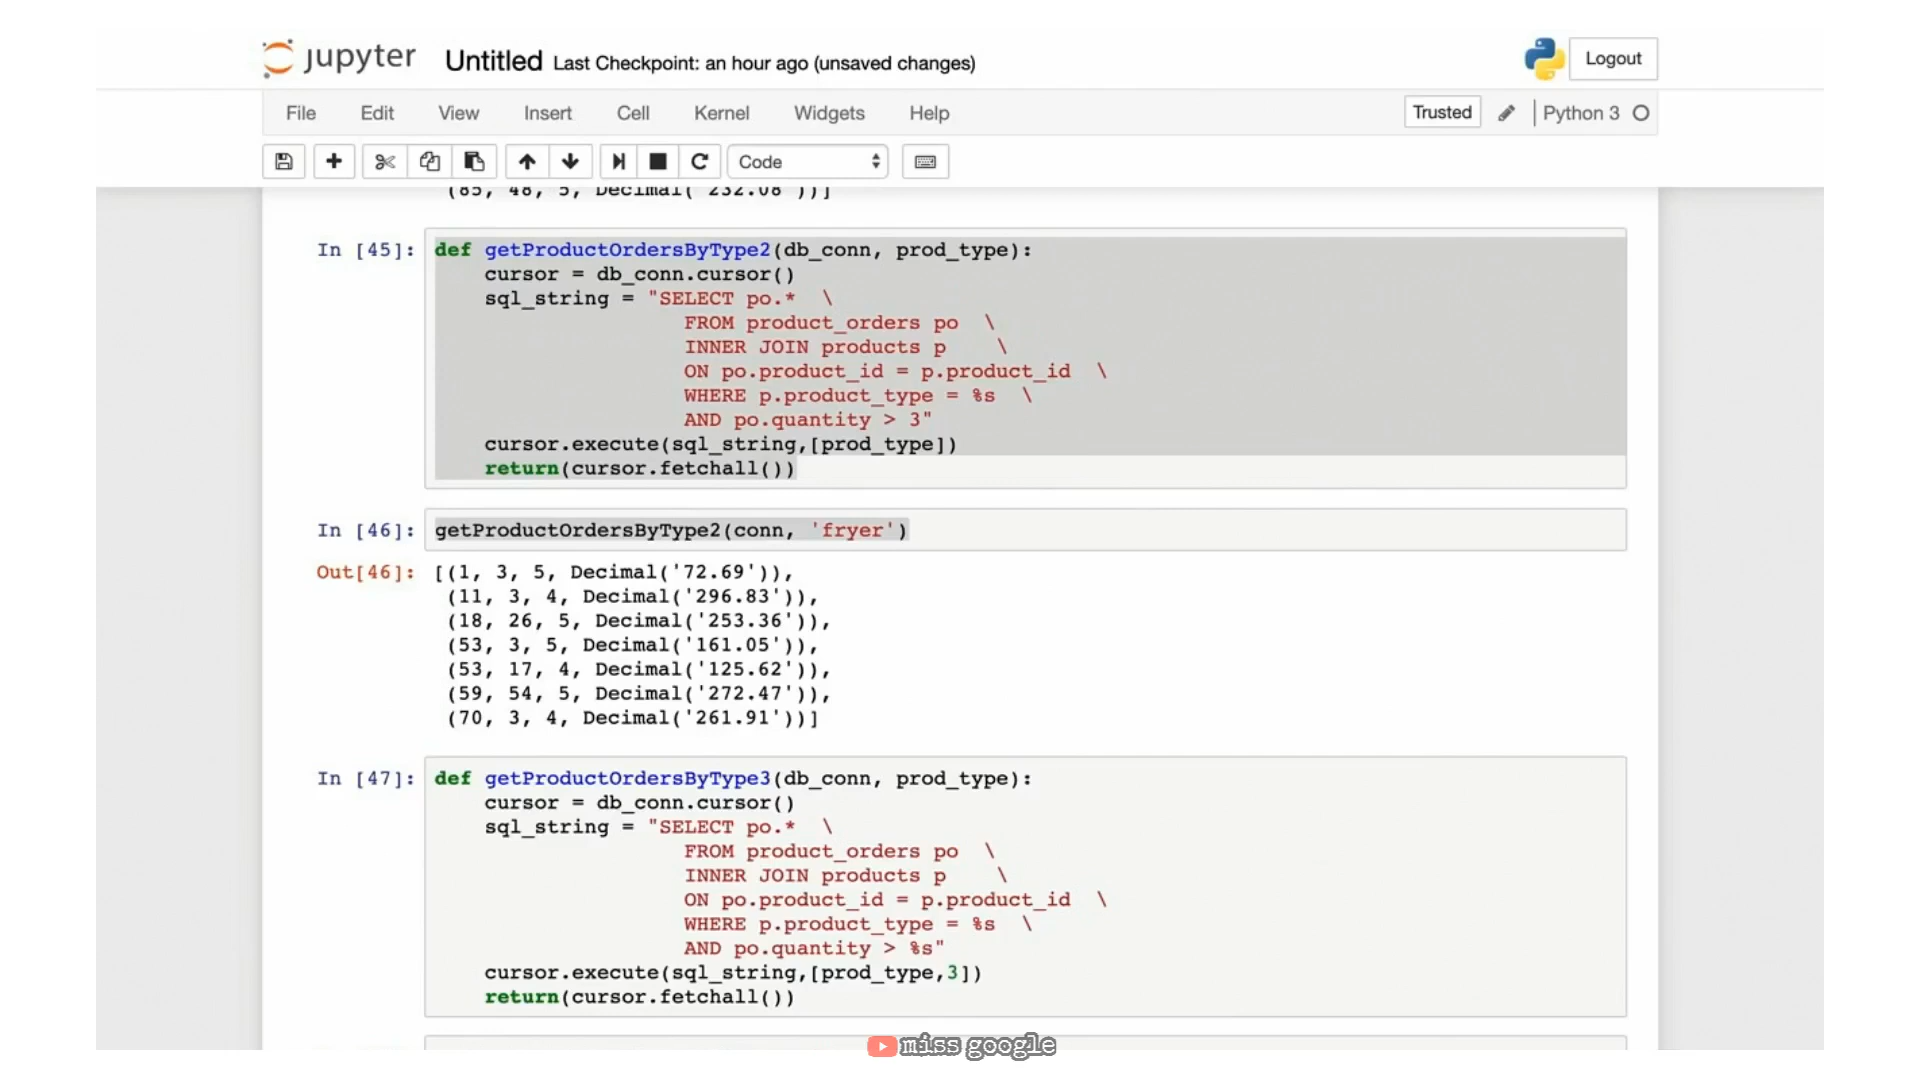 jupyter Untitled Last Checkpoint: an hour ago (unsaved changes) Logout
File Edit View Insert Cell Kernel Widgets Help Trusted Python 3
Code
(85, 48, 5, Decimal('232.08'))]
In [45]: def getProductOrdersByType2(db_conn, prod_type):
cursor = db_conn.cursor()
sql_string = "SELECT po.* \
FROM product_orders po \
INNER JOIN products p \
ON po.product_id = p.product_id \
WHERE p.product_type = %s \
AND po.quantity > 3"
cursor.execute(sql_string,[prod_type])
return(cursor.fetchall())
In [46]: getProductOrdersByType2(conn, 'fryer')
Out[46]: [(1, 3, 5, Decimal('72.69')),
(11, 3, 4, Decimal('296.83')),
(18, 26, 5, Decimal('253.36')),
(53, 3, 5, Decimal('161.05')),
(53, 17, 4, Decimal('125.62')),
(59, 54, 5, Decimal('272.47')),
(70, 3, 4, Decimal('261.91'))]
In [47]: def getProductOrdersByType3(db_conn, prod_type):
cursor = db_conn.cursor()
sql_string = "SELECT po.* \
FROM product_orders po \
INNER JOIN products p \
ON po.product_id = p.product_id \
WHERE p.product_type = %s \
AND po.quantity > %s"
cursor.execute(sql_string,[prod_type,3])
return(cursor.fetchall())
miss google